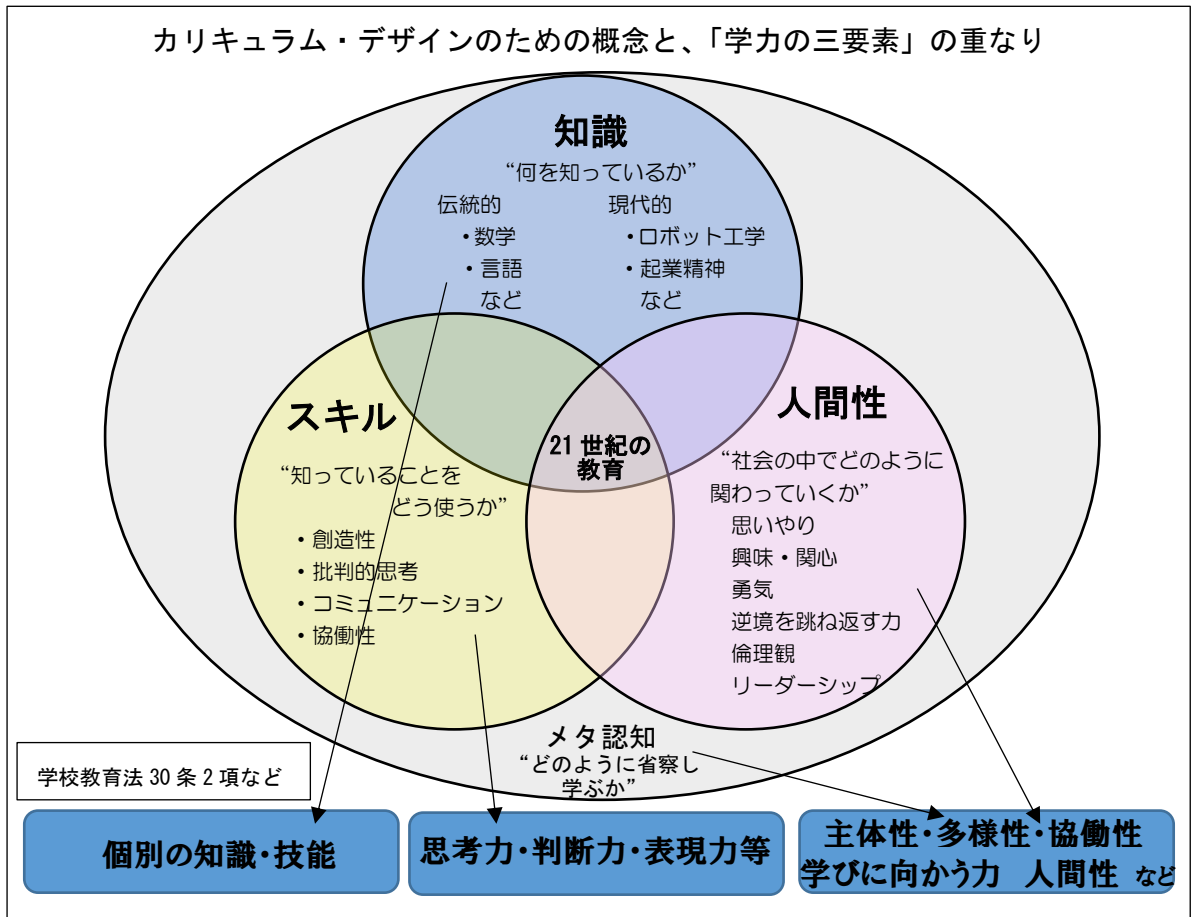 カリキュラム・デザインのための概念と、「学力の三要素」の重なり
知識
“何を知っているか”
伝統的
・数学
・言語
など
現代的
・ロボット工学
・起業精神
など
スキル
“知っていることを
どう使うか”
・創造性
・批判的思考
・コミュニケーション
・協働性
21 世紀の
教育
人間性
“社会の中でどのように
関わっていくか”
思いやり
興味・関心
勇気
逆境を跳ね返す力
倫理観
リーダーシップ
メタ認知
“どのように省察し
学ぶか”
学校教育法 30 条 2 項など
個別の知識・技能
思考力・判断力・表現力等
主体性・多様性・協働性
学びに向かう力　人間性 など